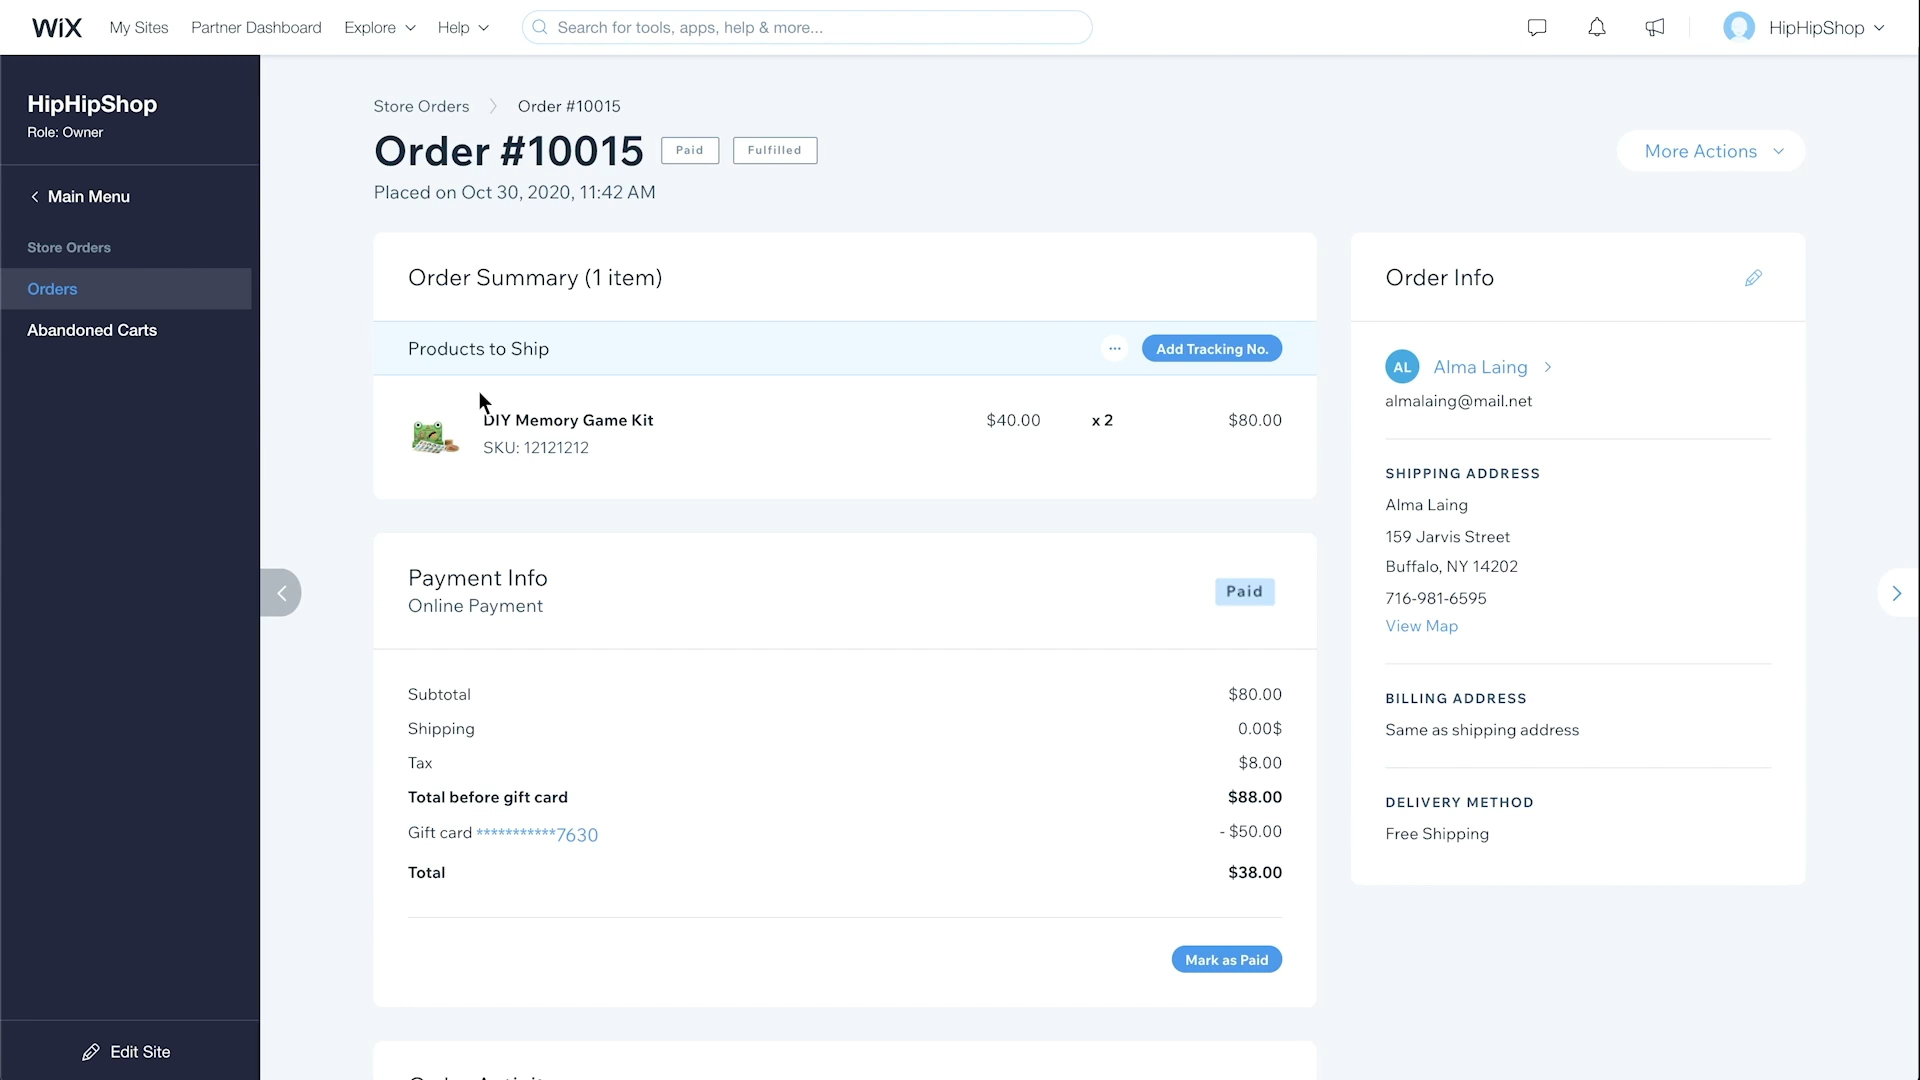 WiX My Sites Partner Dashboard Explore Help Search for tools, apps, help & more... HipHipShop
HipHipShop
Role: Owner
Main Menu
Store Orders
Orders
Abandoned Carts
Edit Site
Store Orders Order #10015
Order #10015 Paid Fulfilled
More Actions
Placed on Oct 30, 2020, 11:42 AM
Order Summary (1 item)
Products to Ship ... Add Tracking No.
DIY Memory Game Kit $40.00 x 2 $80.00
SKU: 12121212
Payment Info
Online Payment
Paid
Subtotal $80.00
Shipping 0.00$
Tax $8.00
Total before gift card $88.00
Gift card ***********7630 - $50.00
Total $38.00
Mark as Paid
Order Info
AL Alma Laing
almalaing@mail.net
SHIPPING ADDRESS
Alma Laing
159 Jarvis Street
Buffalo, NY 14202
716-981-6595
View Map
BILLING ADDRESS
Same as shipping address
DELIVERY METHOD
Free Shipping